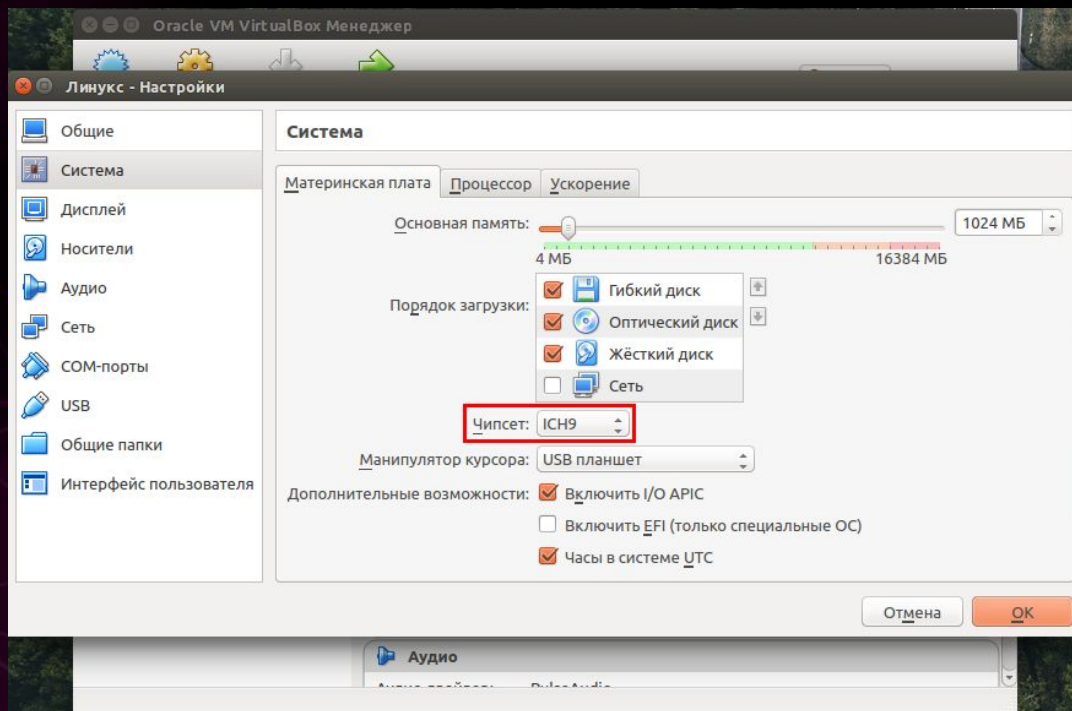 Oracle VM VirtualBox Менеджер
Линукс - Настройки
Общие
Система
Дисплей
Носители
Аудио
Сеть
COM-порты
USB
Общие папки
Интерфейс пользователя
Система
Материнская плата Процессор Ускорение
Основная память: 1024 МБ
4 МБ 16384 МБ
Порядок загрузки:
Гибкий диск
Оптический диск
Жёсткий диск
Сеть
Чипсет: ICH9
Манипулятор курсора: USB планшет
Дополнительные возможности: Включить I/O APIC
Включить EFI (только специальные ОС)
Часы в системе UTC
Отмена OK
Аудио